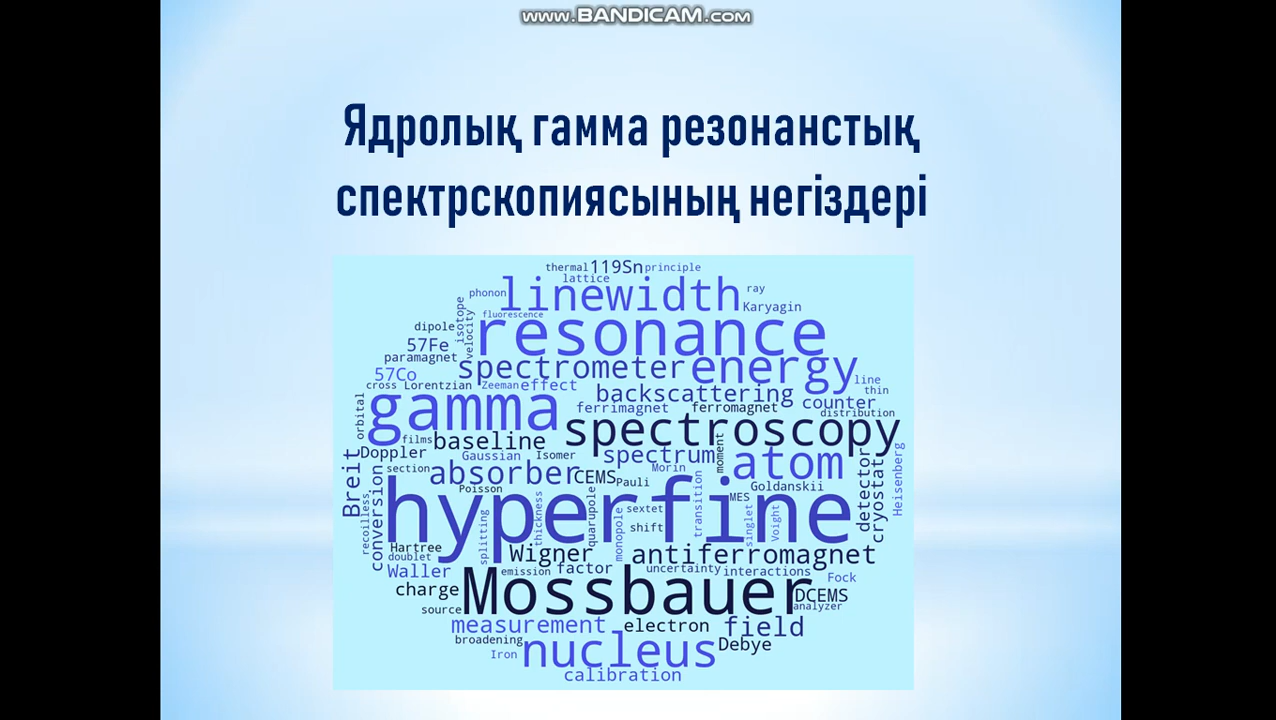 www.BANDICAM.com
Ядролық гамма резонанстық
спектрскопиясының негіздері
thermal 119Sn principle
lattice
phonon linewidth ray
isotope fluorescence Karyagin
dipole velocity resonance
57Fe
paramagnet spectrometer energy
57Co
cross Lorentzian Zeeman effect backscattering line thin
orbital gamma ferrimagnet ferromagnet counter
distribution
films baseline spectroscopy
Breit Doppler Gaussian Isomer spectrum moment atom detector Heisenberg
section absorber CEMS Morin
Pauli Goldanskii cryostat
conversion Poisson MES
recoilless hyperfine
splitting thickness quarupole monopole sextet transition singlet Voight
shift
Hartree
doublet Wigner antiferromagnet
Waller emission factor uncertainty interactions Fock
charge Mossbauer DCEMS
source analyzer
measurement electron field
broadening
Iron nucleus Debye
calibration